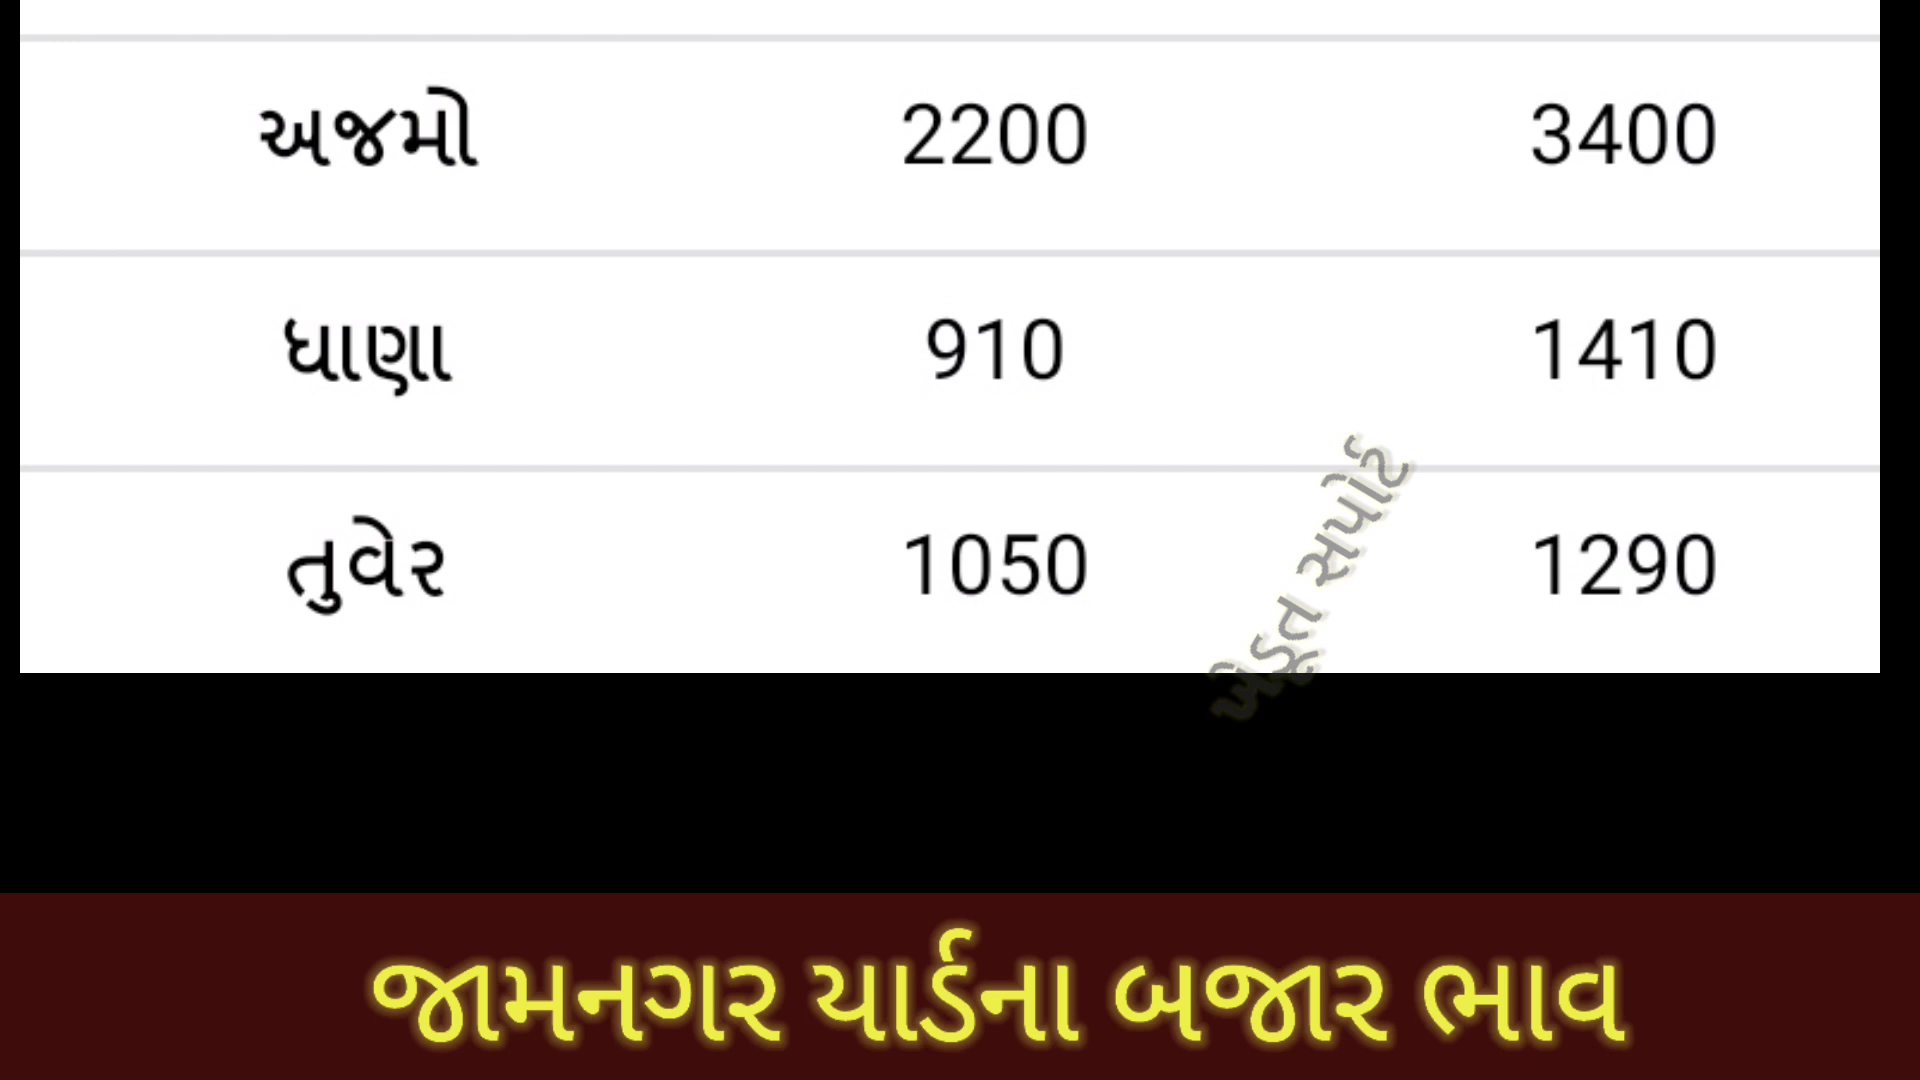 અજમો 2200 3400
ધાણા 910 1410
તુવેર 1050 1290
ખેડૂત સપોર્ટ
જામનગર યાર્ડના બજાર ભાવ